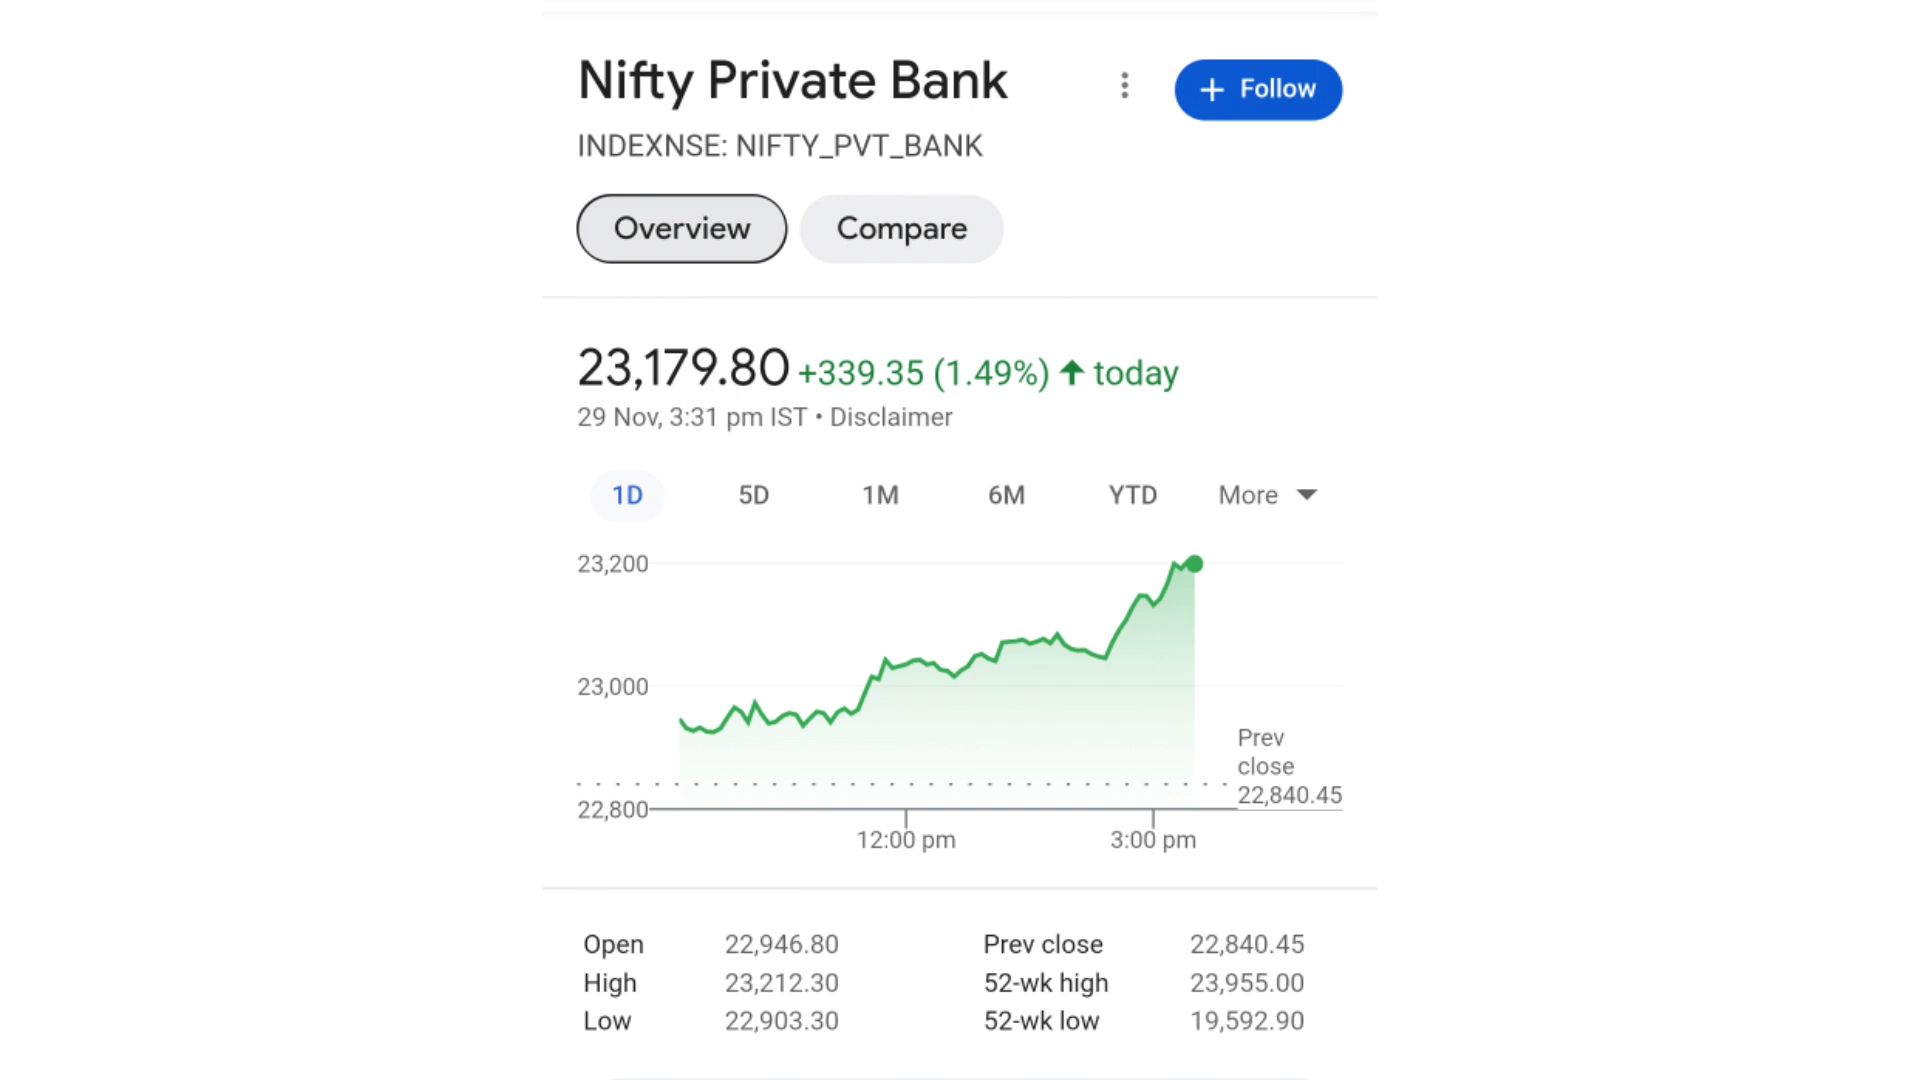 Nifty Private Bank
+ Follow
INDEXNSE: NIFTY_PVT_BANK
Overview
Compare
23,179.80 +339.35 (1.49%) ↑ today
29 Nov, 3:31 pm IST • Disclaimer
1D 5D 1M 6M YTD More
23,200
23,000
22,800
Prev
close
22,840.45
12:00 pm 3:00 pm
Open 22,946.80 Prev close 22,840.45
High 23,212.30 52-wk high 23,955.00
Low 22,903.30 52-wk low 19,592.90